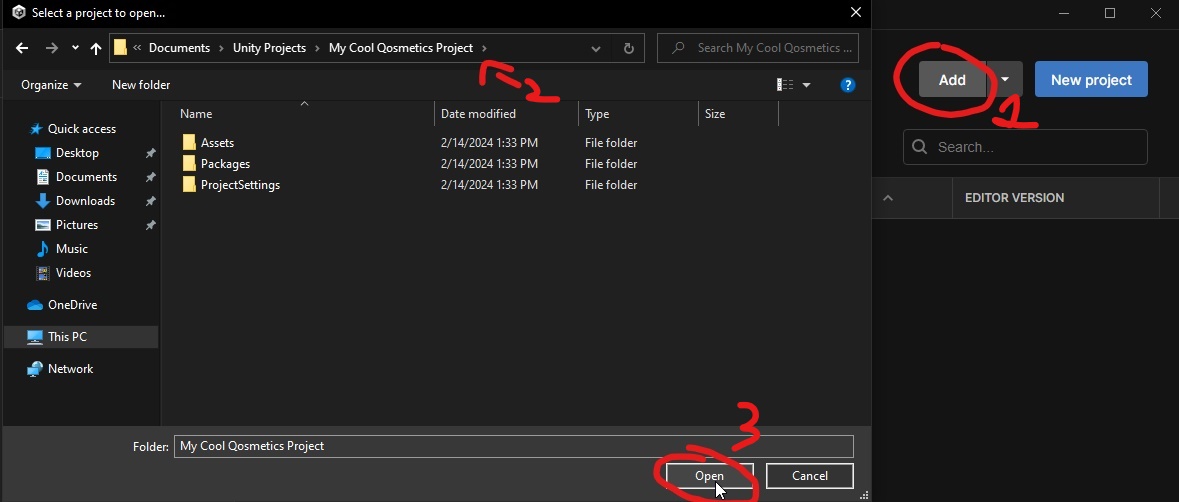 Select a project to open...
« Documents > Unity Projects > My Cool Qosmetics Project >
Search My Cool Qosmetics ...
Add
New project
2
1
Organize
New folder
?
Search...
Name
Date modified
Type
Size
Quick access
Desktop
Documents
Downloads
Pictures
Music
Videos
OneDrive
This PC
Network
Assets 2/14/2024 1:33 PM File folder
Packages 2/14/2024 1:33 PM File folder
ProjectSettings 2/14/2024 1:33 PM File folder
EDITOR VERSION
3
Folder: My Cool Qosmetics Project
Open
Cancel